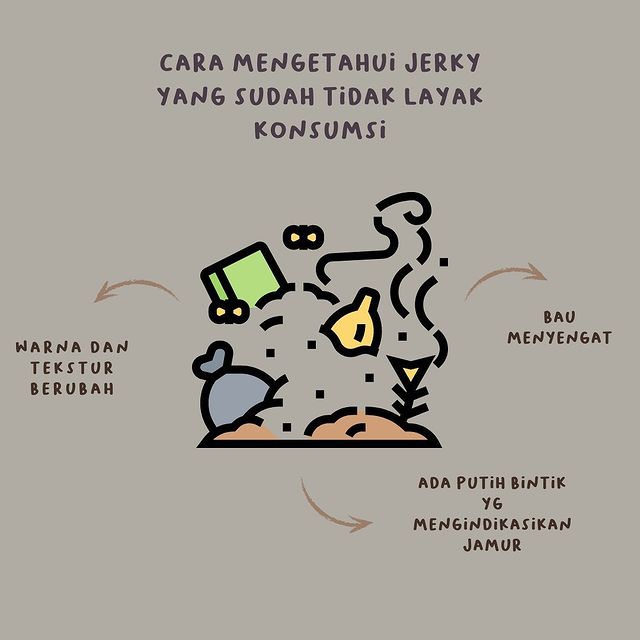 CARA MENGETAHUI JERKY
YANG SUDAH TIDAK LAYAK
KONSUMSI
WARNA DAN
TEKSTUR
BERUBAH
BAU
MENYENGAT
ADA PUTIH BINTIK
YG
MENGINDIKASIKAN
JAMUR